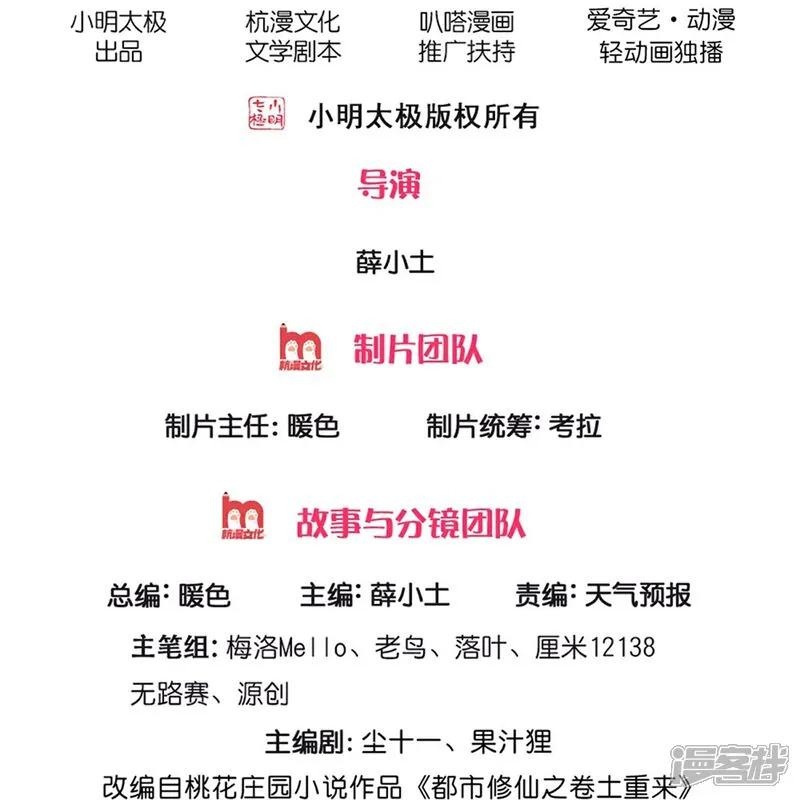 小明太极 杭漫文化 叭嗒漫画 爱奇艺·动漫
出品 文学剧本 推广扶持 轻动画独播
小明太极 小明太极版权所有
导演
薛小土
杭漫文化 制片团队
制片主任:暖色 制片统筹:考拉
杭漫文化 故事与分镜团队
总编:暖色 主编:薛小土 责编:天气预报
主笔组:梅洛Mello、老鸟、落叶、厘米12138
无路赛、源创
主编剧:尘十一、果汁狸
改编自桃花庄园小说作品《都市修仙之卷土重来》
漫客栈